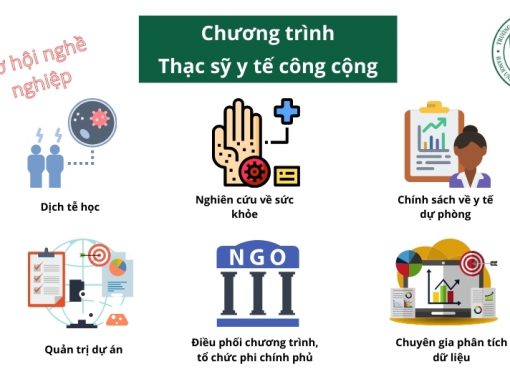 Chương trình
Thạc sỹ y tế công cộng
hội nghề
nghiệp
Dịch tễ học
Nghiên cứu về sức
khỏe
Chính sách về y tế
dự phòng
Quản trị dự án
NGO
Điều phối chương trình,
tổ chức phi chính phủ
Chuyên gia phân tích
dữ liệu